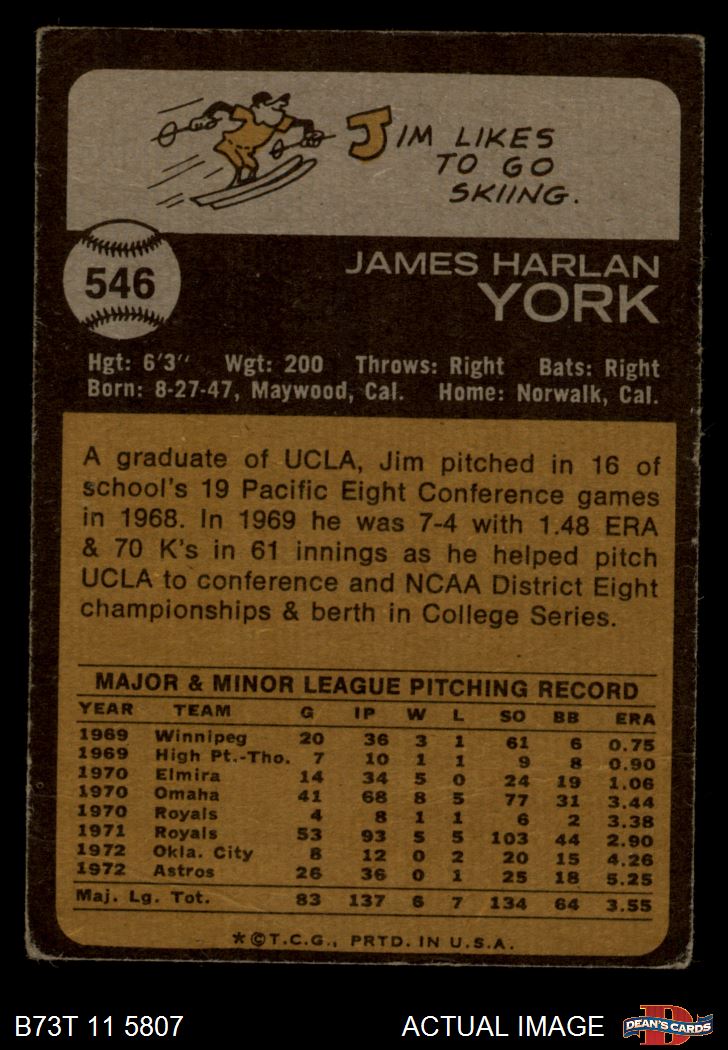 JIM LIKES
TO GO
SKIING.
546
JAMES HARLAN
YORK
Hgt: 6'3" Wgt: 200 Throws: Right Bats: Right
Born: 8-27-47, Maywood, Cal. Home: Norwalk, Cal.
A graduate of UCLA, Jim pitched in 16 of
school's 19 Pacific Eight Conference games
in 1968. In 1969 he was 7-4 with 1.48 ERA
& 70 K's in 61 innings as he helped pitch
UCLA to conference and NCAA District Eight
championships & berth in College Series.
MAJOR & MINOR LEAGUE PITCHING RECORD
YEAR TEAM G IP W L SO BB ERA
1969 Winnipeg 20 36 3 1 61 6 0.75
1969 High Pt.-Tho. 7 10 1 1 9 8 0.90
1970 Elmira 14 34 5 0 24 19 1.06
1970 Omaha 41 68 8 5 77 31 3.44
1970 Royals 4 8 1 1 6 2 3.38
1971 Royals 53 93 5 5 103 44 2.90
1972 Okla. City 8 12 0 2 20 15 4.26
1972 Astros 26 36 0 1 25 18 5.25
Maj. Lg. Tot. 83 137 6 7 134 64 3.55
*©T.C.G., PRTD. IN U.S.A.
B73T 11 5807 ACTUAL IMAGE D DEAN'S CARDS